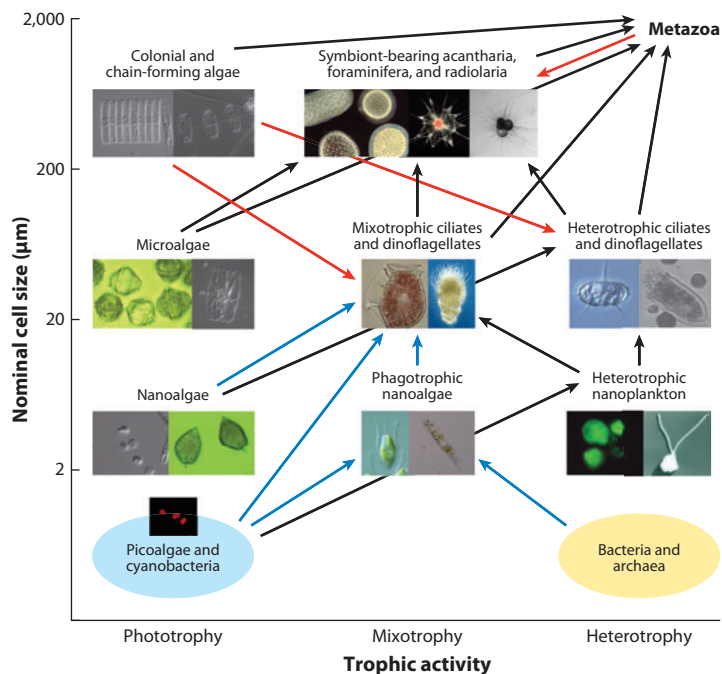 2,000
Metazoa
Colonial and
chain-forming algae
Symbiont-bearing acantharia,
foraminifera, and radiolaria
200
Microalgae
Mixotrophic ciliates
and dinoflagellates
Heterotrophic ciliates
and dinoflagellates
Nominal cell size (µm)
20
Nanoalgae
Phagotrophic
nanoalgae
Heterotrophic
nanoplankton
2
Picoalgae and
cyanobacteria
Bacteria and
archaea
Phototrophy
Mixotrophy
Heterotrophy
Trophic activity